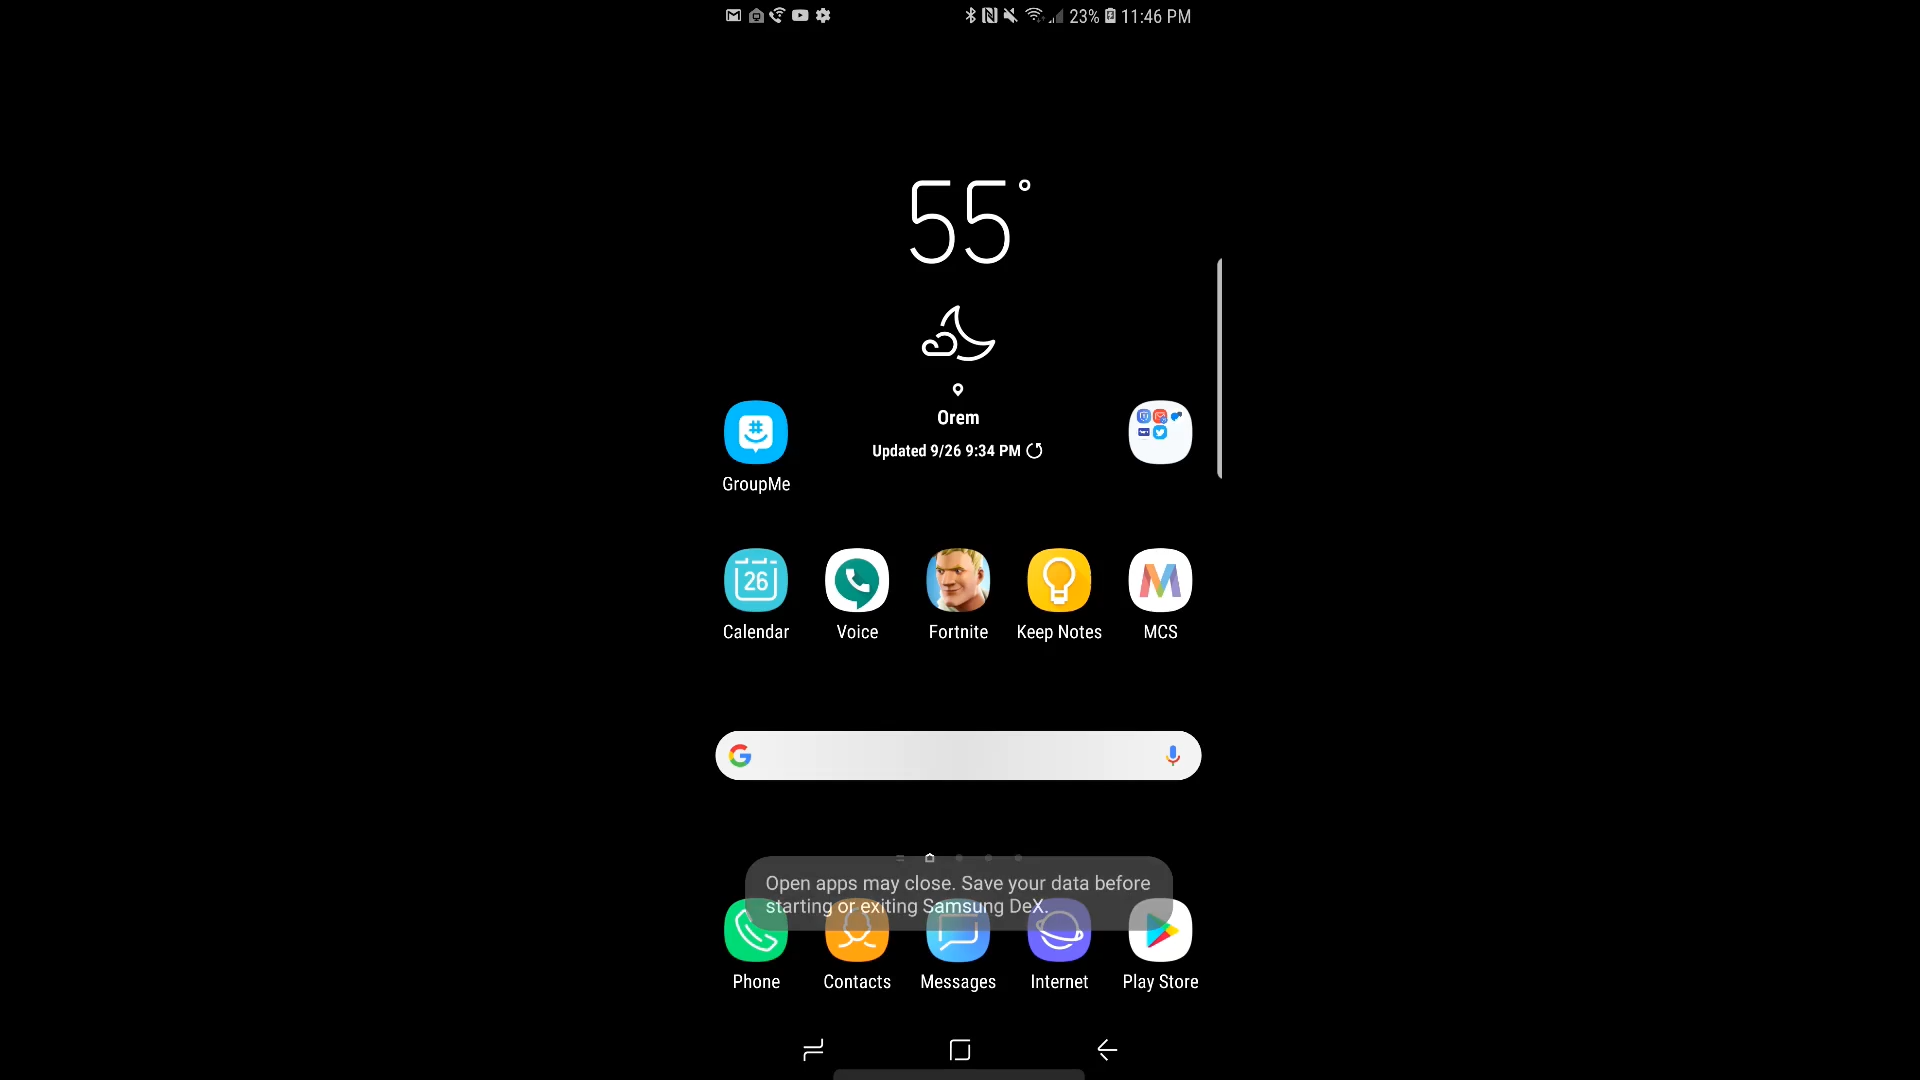 23% 11:46 PM
55°
Orem
Updated 9/26 9:34 PM
GroupMe
26
Calendar
Voice
Fortnite
Keep Notes
MCS
Open apps may close. Save your data before
starting or exiting Samsung DeX.
Phone
Contacts
Messages
Internet
Play Store